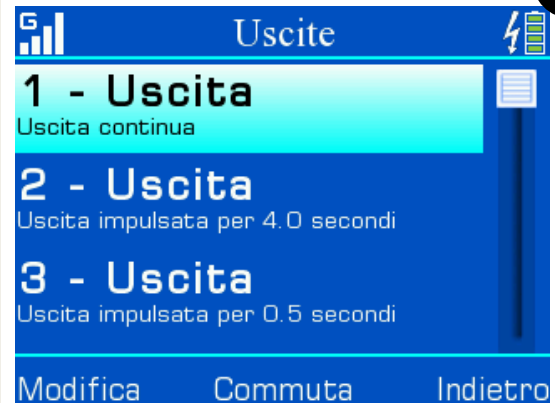 G
Uscite
1 - Uscita
Uscita continua
2 - Uscita
Uscita impulsata per 4.0 secondi
3 - Uscita
Uscita impulsata per 0.5 secondi
Modifica Commuta Indietro